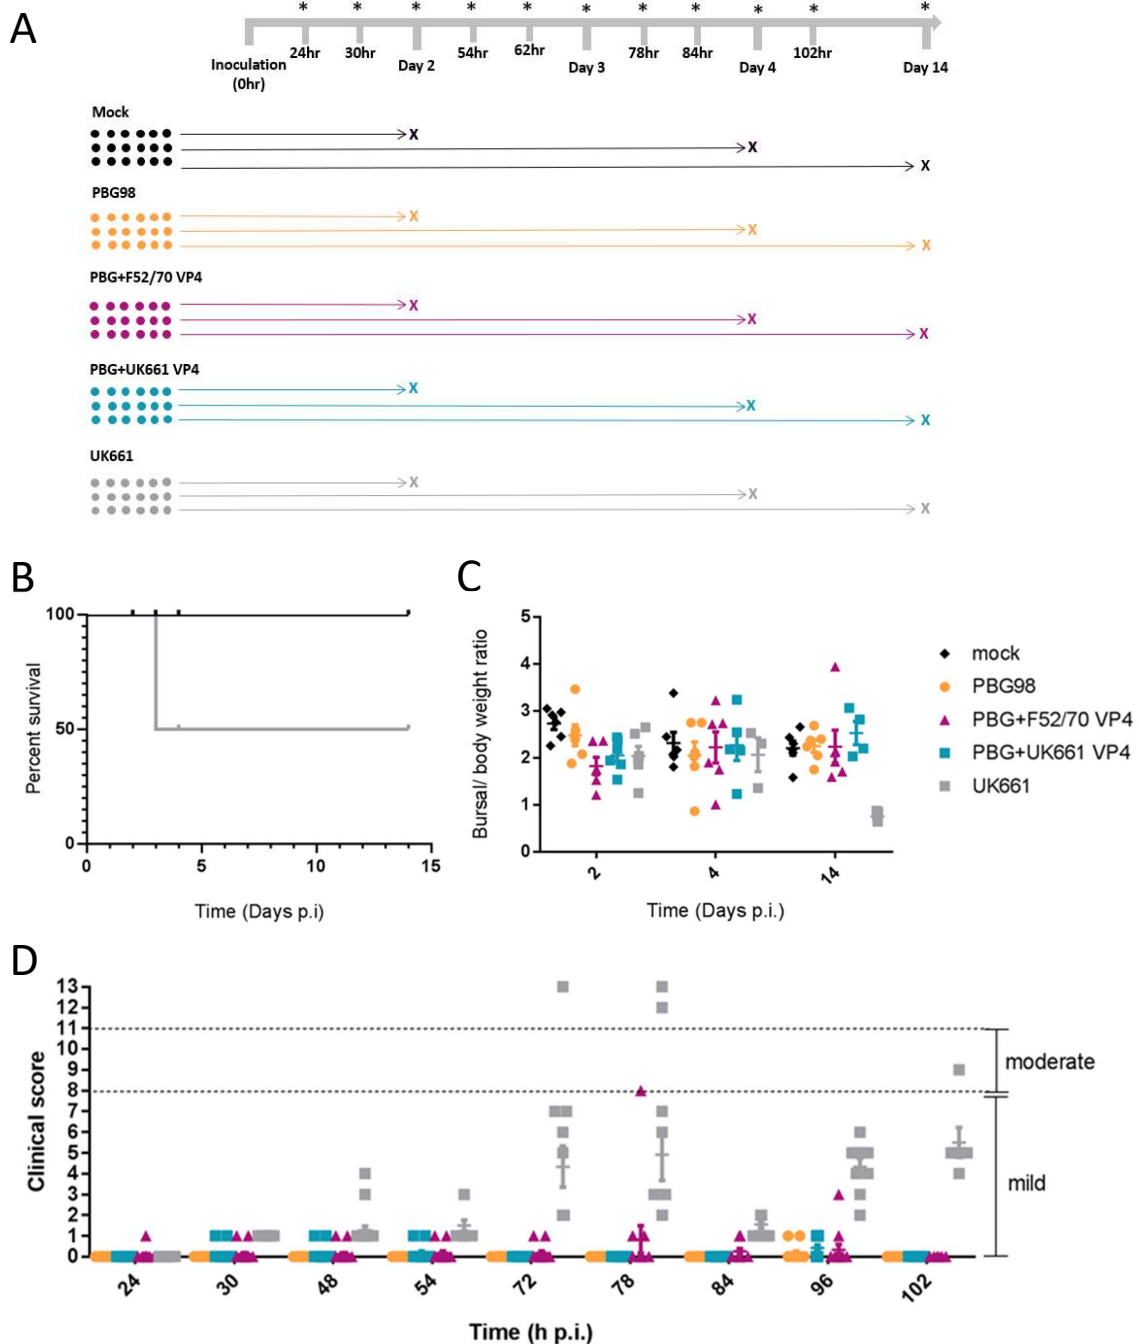 A
* * * * * * * * * * *
24hr 30hr 54hr 62hr 78hr 84hr 102hr
Inoculation
(0hr)
Day 2 Day 3 Day 4 Day 14
Mock
X
X
X
PBG98
X
X
X
PBG+F52/70 VP4
X
X
X
PBG+UK661 VP4
X
X
X
UK661
X
X
X
B
Percent survival
100
50
0
0 5 10 15
Time (Days p.i)
C
Bursal/ body weight ratio
5
4
3
2
1
0
2 4 14
Time (Days p.i.)
mock
PBG98
PBG+F52/70 VP4
PBG+UK661 VP4
UK661
D
Clinical score
13
12
11
10
9
8
7
6
5
4
3
2
1
0
moderate
mild
24 30 48 54 72 78 84 96 102
Time (h p.i.)